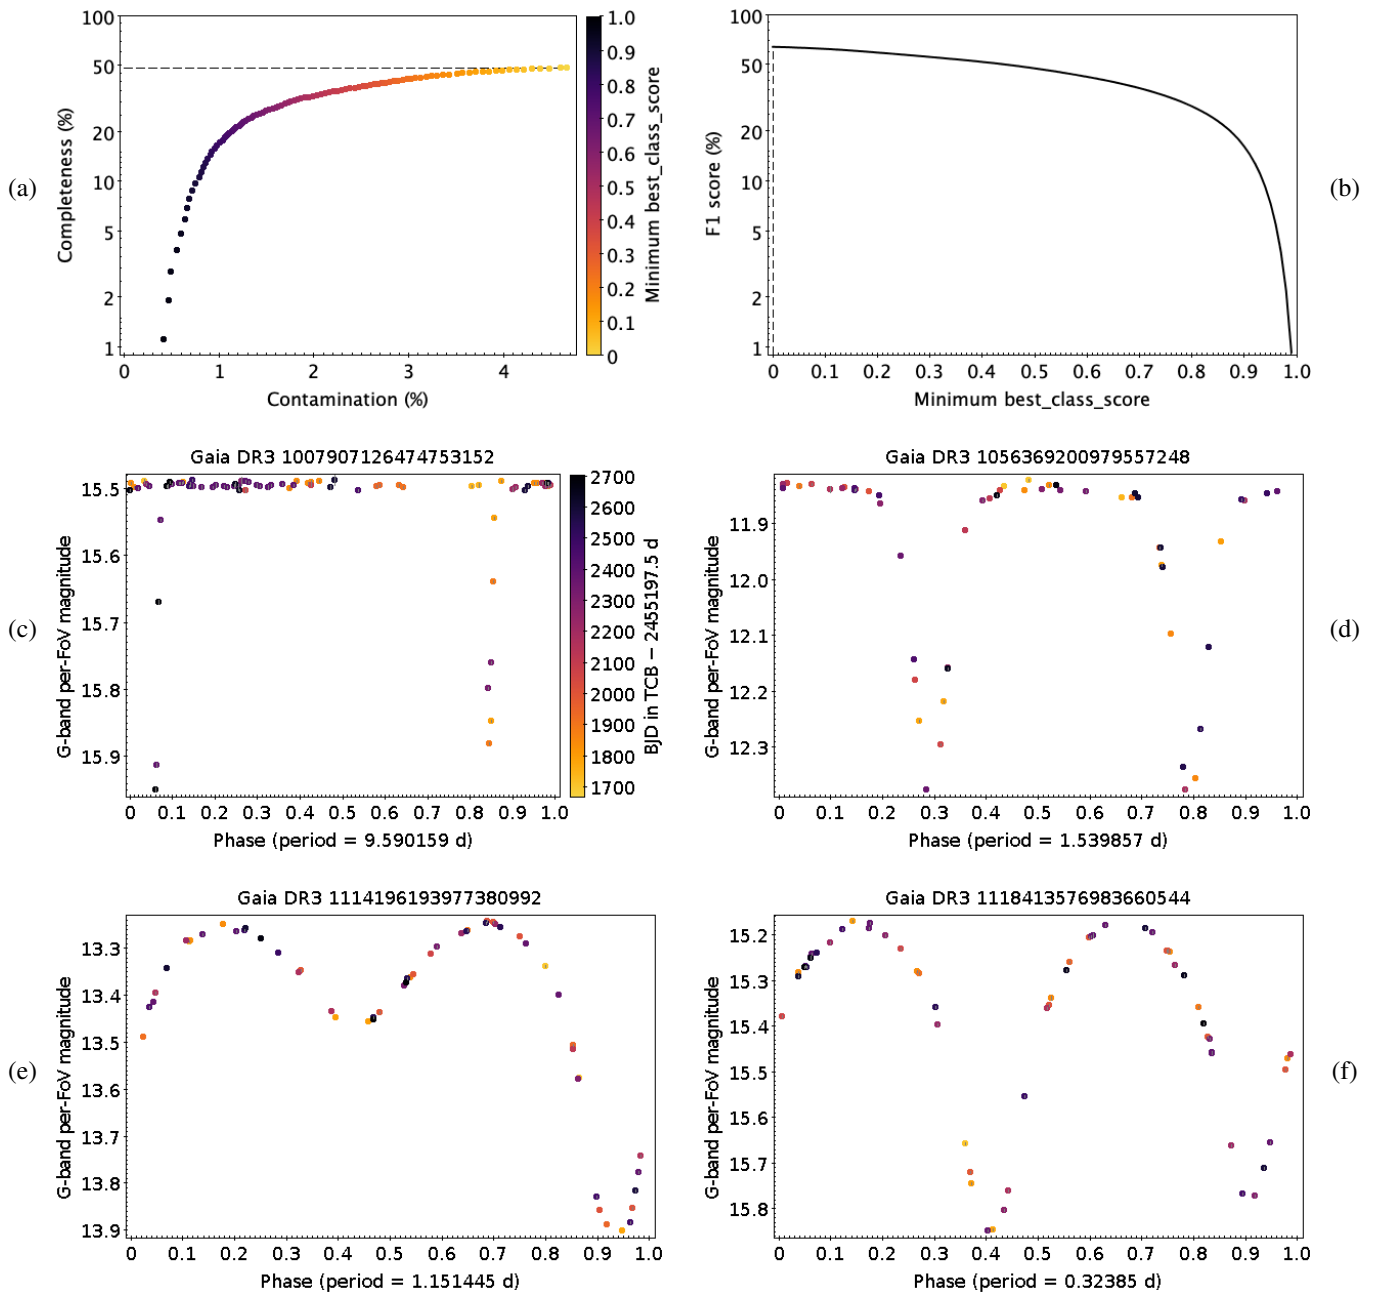 (a)
Completeness (%)
100
50
20
10
5
2
1
0 1 2 3 4
Contamination (%)
1.0
0.9
0.8
0.7
0.6
0.5
0.4
0.3
0.2
0.1
0
Minimum best_class_score
(b)
F1 score (%)
100
50
20
10
5
2
1
0 0.1 0.2 0.3 0.4 0.5 0.6 0.7 0.8 0.9 1.0
Minimum best_class_score
(c)
Gaia DR3 1007907126474753152
G-band per-FoV magnitude
15.5
15.6
15.7
15.8
15.9
0 0.1 0.2 0.3 0.4 0.5 0.6 0.7 0.8 0.9 1.0
Phase (period = 9.590159 d)
2700
2600
2500
2400
2300
2200
2100
2000
1900
1800
1700
BJD in TCB − 2455197.5 d
(d)
Gaia DR3 1056369200979557248
G-band per-FoV magnitude
11.9
12.0
12.1
12.2
12.3
0 0.1 0.2 0.3 0.4 0.5 0.6 0.7 0.8 0.9 1.0
Phase (period = 1.539857 d)
(e)
Gaia DR3 1114196193977380992
G-band per-FoV magnitude
13.3
13.4
13.5
13.6
13.7
13.8
13.9
0 0.1 0.2 0.3 0.4 0.5 0.6 0.7 0.8 0.9 1.0
Phase (period = 1.151445 d)
(f)
Gaia DR3 1118413576983660544
G-band per-FoV magnitude
15.2
15.3
15.4
15.5
15.6
15.7
15.8
0 0.1 0.2 0.3 0.4 0.5 0.6 0.7 0.8 0.9 1.0
Phase (period = 0.32385 d)